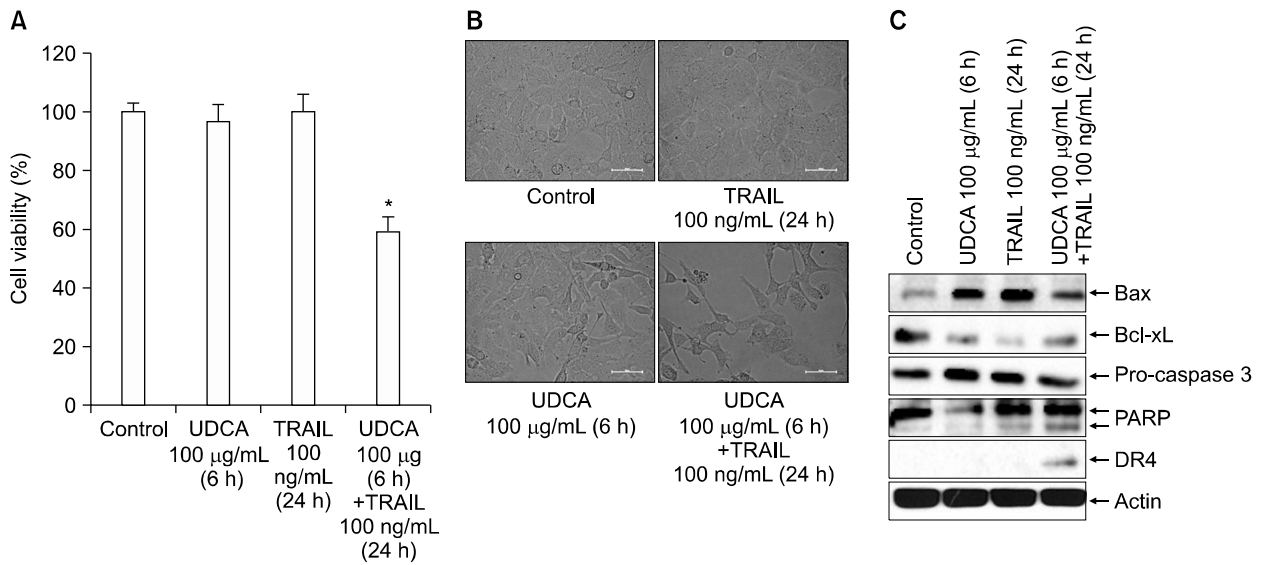 A
120
100
80
60
40
20
0
Cell viability (%)
*
Control
UDCA
100 μg/mL
(6 h)
TRAIL
100
ng/mL
(24 h)
UDCA
100 μg
(6 h)
+TRAIL
100 ng/mL
(24 h)
B
Control
TRAIL
100 ng/mL (24 h)
UDCA
100 μg/mL (6 h)
UDCA
100 μg/mL (6 h)
+TRAIL
100 ng/mL (24 h)
C
Control
UDCA 100 μg/mL (6 h)
TRAIL 100 ng/mL (24 h)
UDCA 100 μg/mL (6 h)
+TRAIL 100 ng/mL (24 h)
Bax
Bcl-xL
Pro-caspase 3
PARP
DR4
Actin